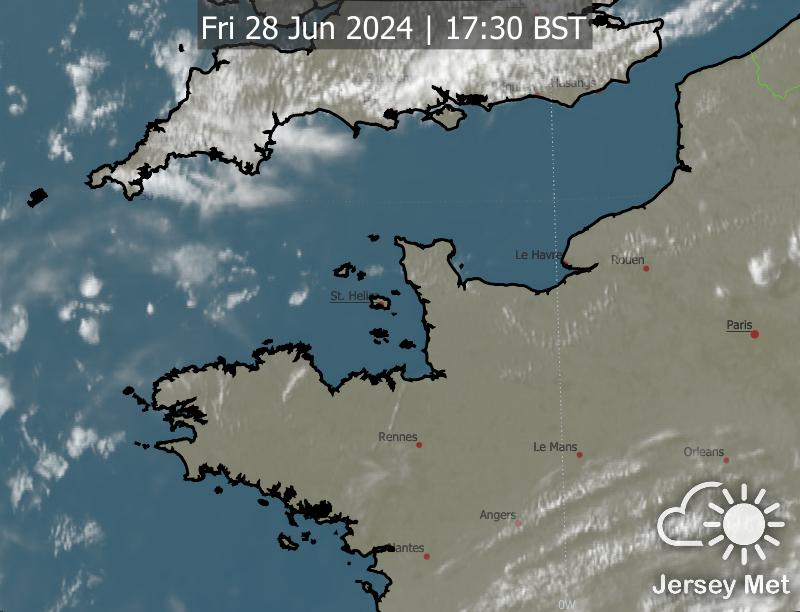 Fri 28 Jun 2024 | 17:30 BST
Hastings
Le Havre
Rouen
St. Helier
Paris
Rennes
Le Mans
Orleans
Angers
Nantes
Jersey Met
0W